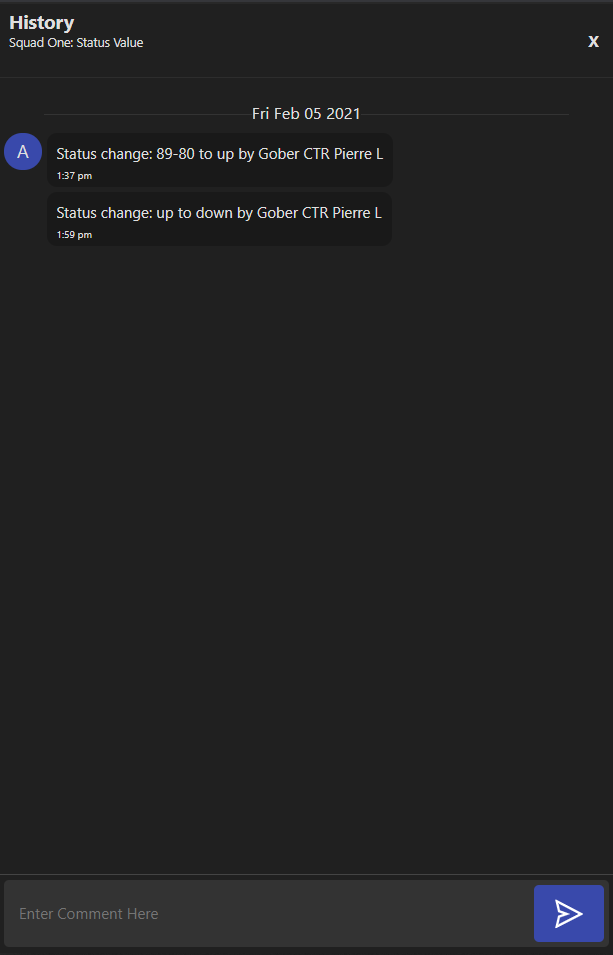 History
Squad One: Status Value
X
Fri Feb 05 2021
A
Status change: 89-80 to up by Gober CTR Pierre L
1:37 pm
Status change: up to down by Gober CTR Pierre L
1:59 pm
Enter Comment Here